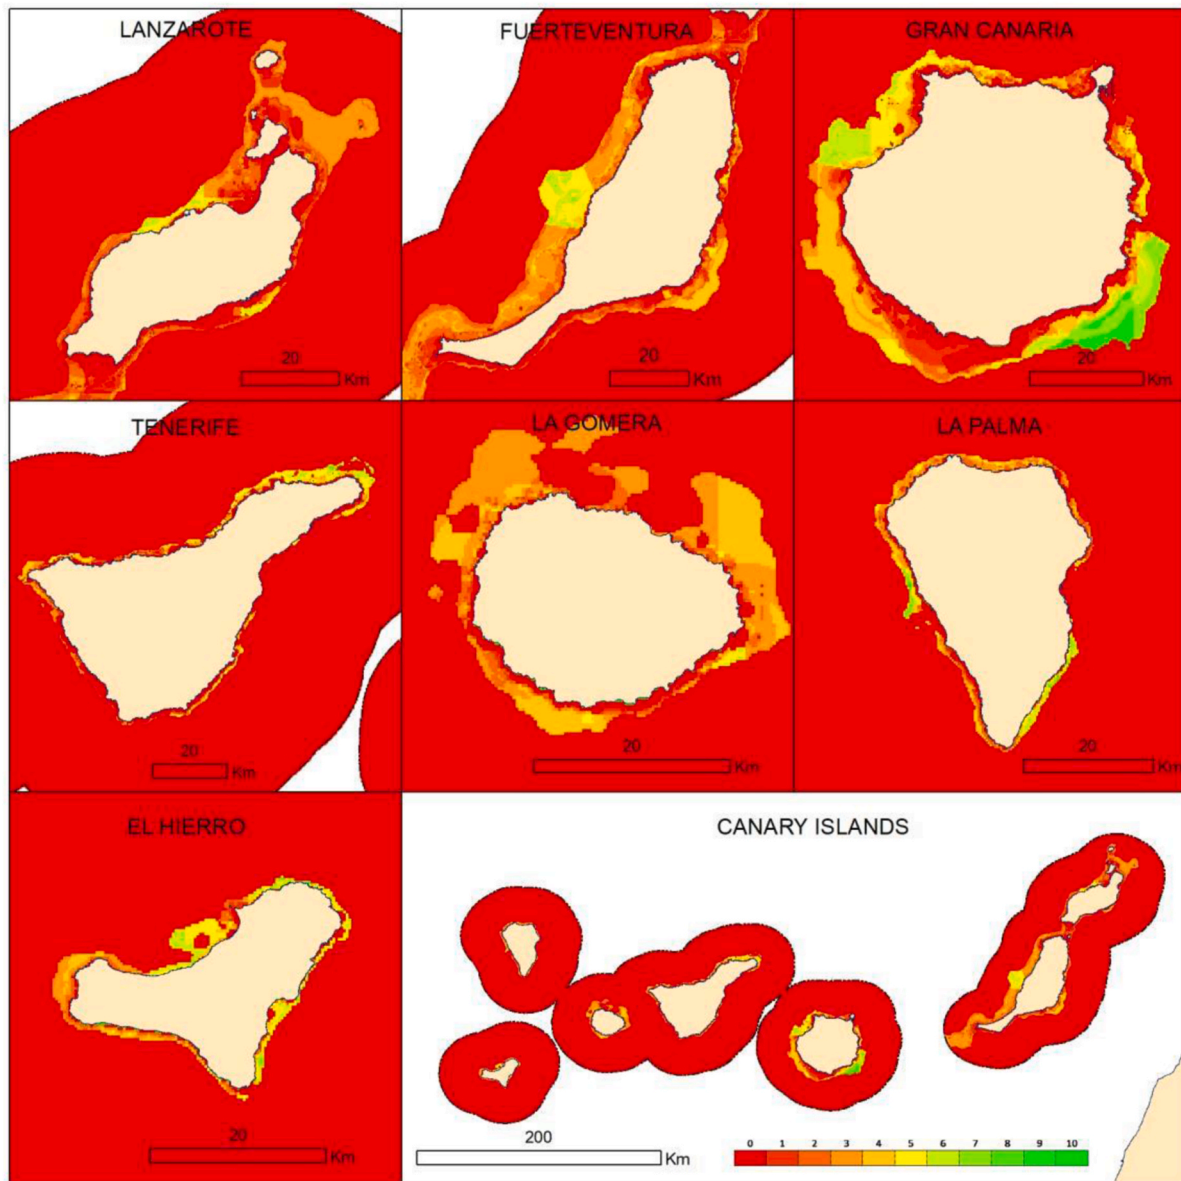 LANZAROTE
20
Km
FUERTEVENTURA
20
Km
GRAN CANARIA
20
Km
TENERIFE
20
Km
LA GOMERA
20
Km
LA PALMA
20
Km
EL HIERRO
20
Km
CANARY ISLANDS
200
Km
0 1 2 3 4 5 6 7 8 9 10